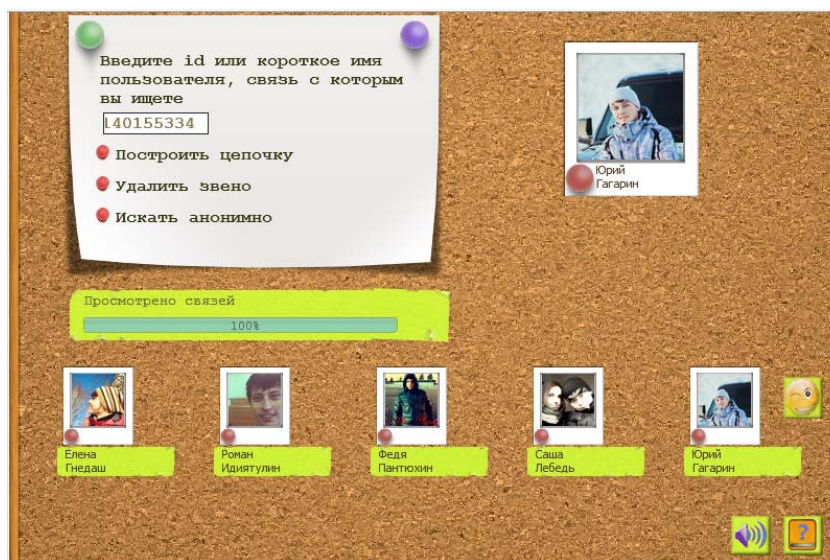 Введите id или короткое имя
пользователя, связь с которым
вы ищете
140155334
Построить цепочку
Удалить звено
Искать анонимно
Юрий
Гагарин
Просмотрено связей
100%
Елена
Гнедаш
Роман
Идиятулин
Федя
Пантюхин
Саша
Лебедь
Юрий
Гагарин
?